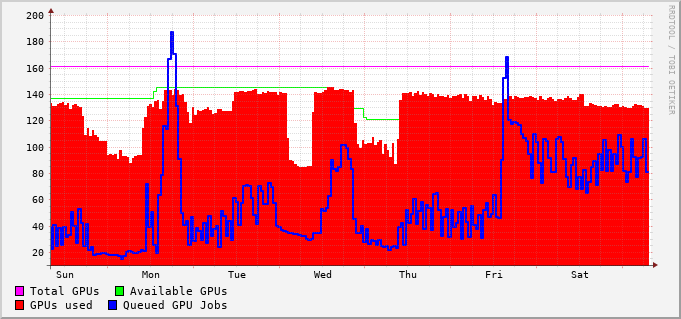 200
180
160
140
120
100
80
60
40
20
Sun Mon Tue Wed Thu Fri Sat
Total GPUs Available GPUs
GPUs used Queued GPU Jobs
RRDTOOL / TOBI OETIKER